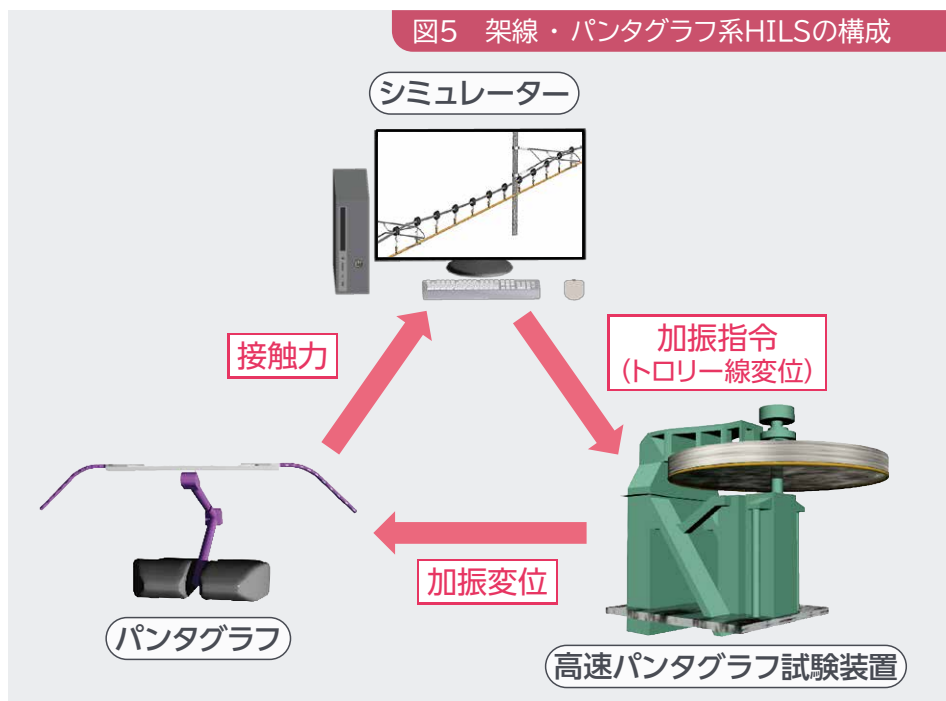 図5 架線・パンタグラフ系HILSの構成
シミュレーター
接触力
加振指令
(トロリー線変位)
加振変位
パンタグラフ
高速パンタグラフ試験装置